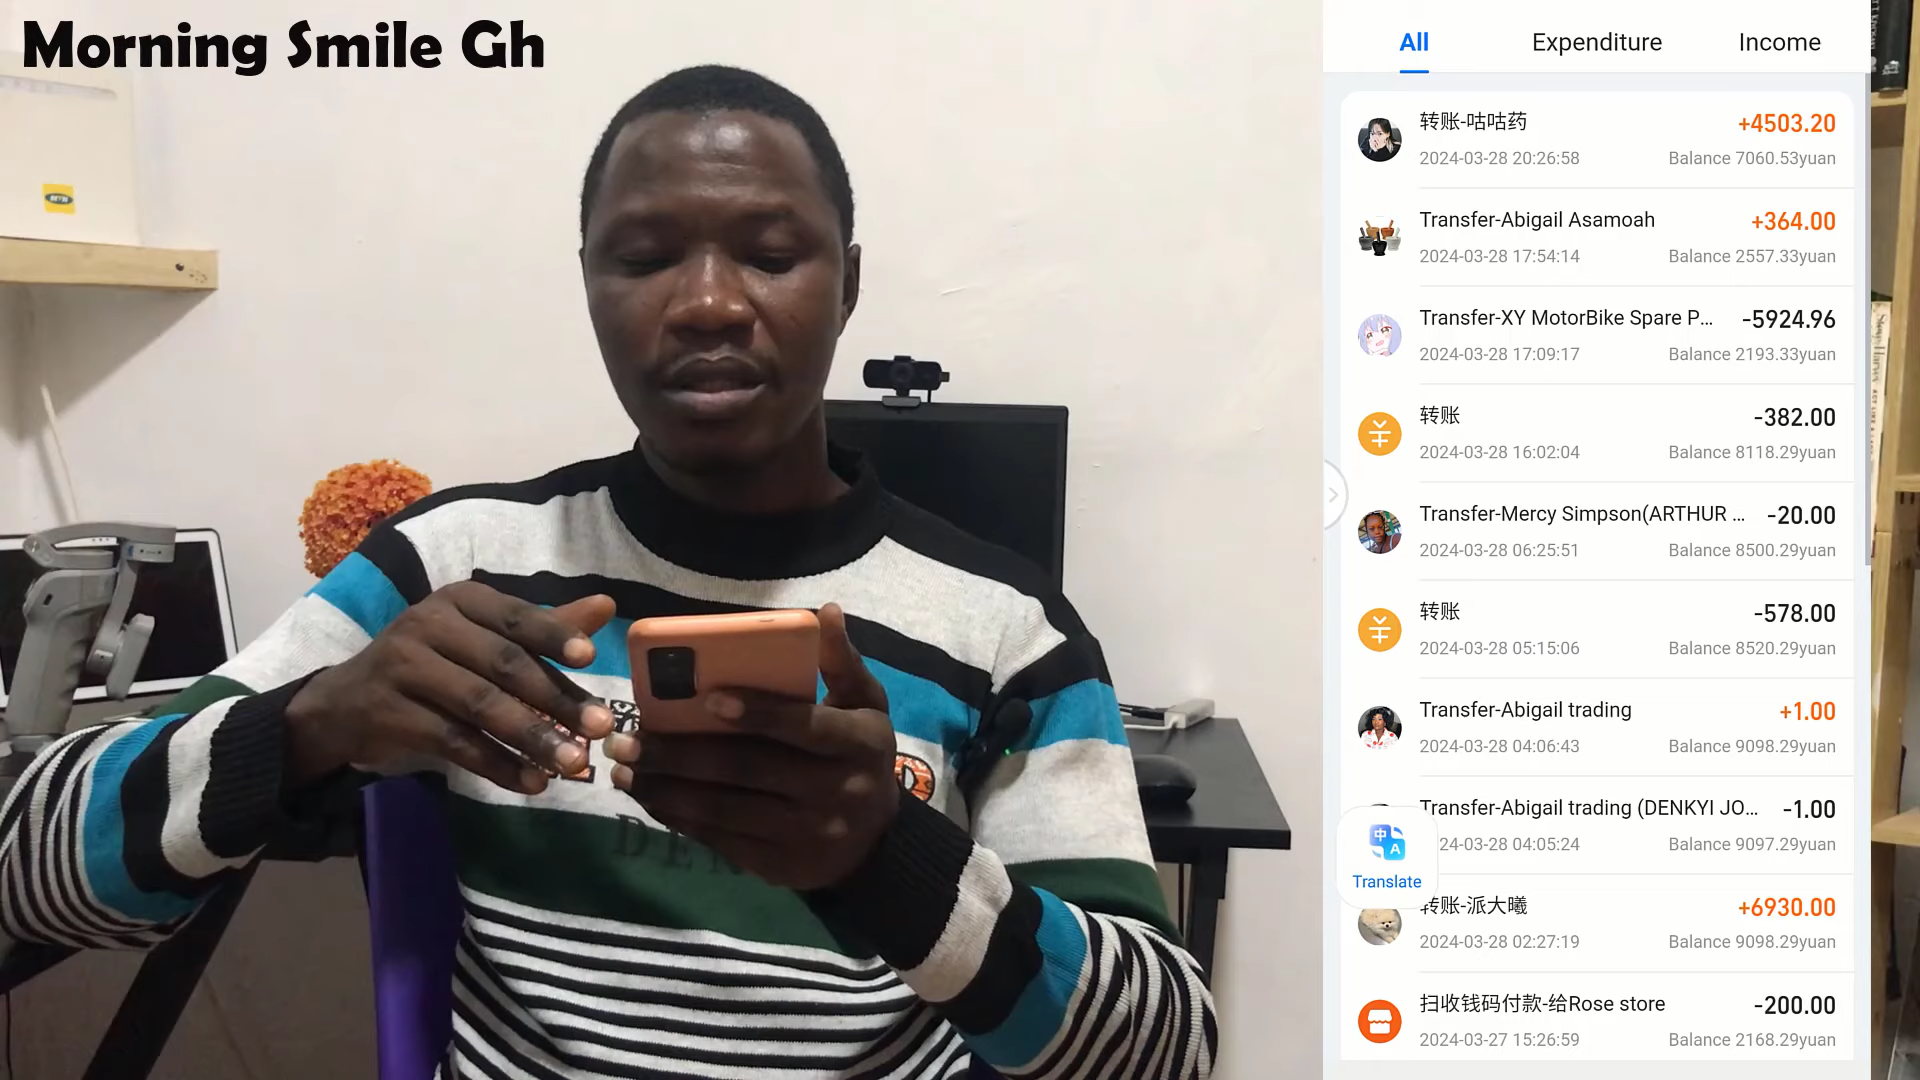 Morning Smile Gh
All
Expenditure
Income
转账-咕咕药
+4503.20
2024-03-28 20:26:58
Balance 7060.53yuan
Transfer-Abigail Asamoah
+364.00
2024-03-28 17:54:14
Balance 2557.33yuan
Transfer-XY MotorBike Spare P...
-5924.96
2024-03-28 17:09:17
Balance 2193.33yuan
转账
-382.00
2024-03-28 16:02:04
Balance 8118.29yuan
Transfer-Mercy Simpson(ARTHUR ...
-20.00
2024-03-28 06:25:51
Balance 8500.29yuan
转账
-578.00
2024-03-28 05:15:06
Balance 8520.29yuan
Transfer-Abigail trading
+1.00
2024-03-28 04:06:43
Balance 9098.29yuan
Transfer-Abigail trading (DENKYI JO...
-1.00
24-03-28 04:05:24
Balance 9097.29yuan
中
A
Translate
转账-派大曦
+6930.00
2024-03-28 02:27:19
Balance 9098.29yuan
扫收钱码付款-给Rose store
-200.00
2024-03-27 15:26:59
Balance 2168.29yuan